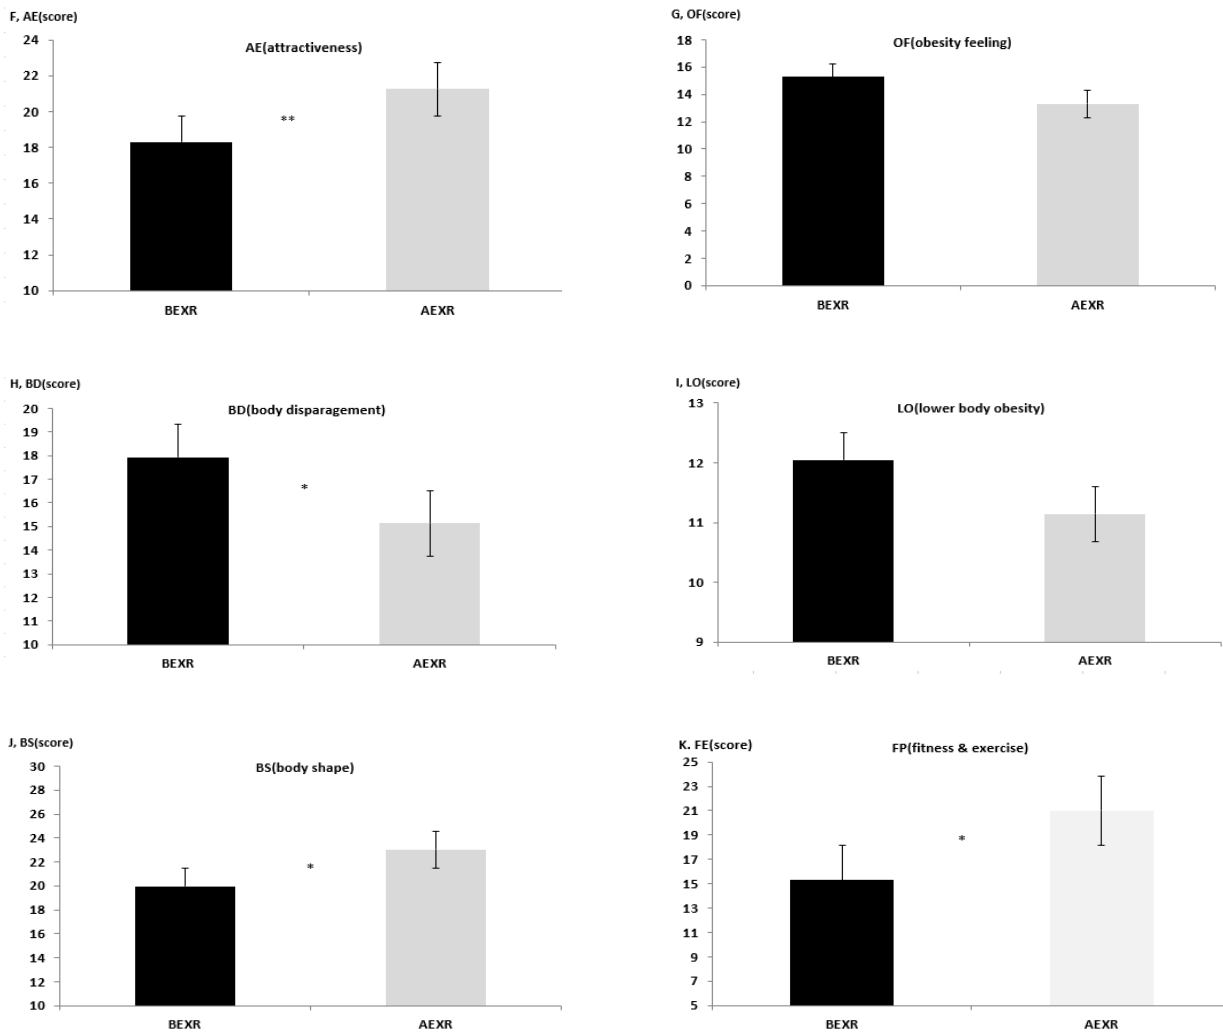 F, AE(score)
AE(attractiveness)
24
22
20
18
16
14
12
10
**
BEXR
AEXR
G, OF(score)
OF(obesity feeling)
18
16
14
12
10
8
6
4
2
0
BEXR
AEXR
H, BD(score)
BD(body disparagement)
20
19
18
17
16
15
14
13
12
11
10
*
BEXR
AEXR
I, LO(score)
LO(lower body obesity)
13
12
11
10
9
BEXR
AEXR
J, BS(score)
BS(body shape)
30
28
26
24
22
20
18
16
14
12
10
*
BEXR
AEXR
K. FE(score)
FP(fitness & exercise)
25
23
21
19
17
15
13
11
9
7
5
*
BEXR
AEXR